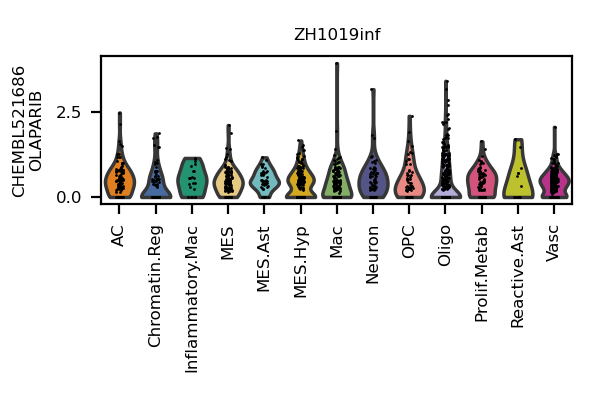 ZH1019inf
CHEMBL521686
OLAPARIB
2.5
0.0
AC
Chromatin.Reg
Inflammatory.Mac
MES
MES.Ast
MES.Hyp
Mac
Neuron
OPC
Oligo
Prolif.Metab
Reactive.Ast
Vasc